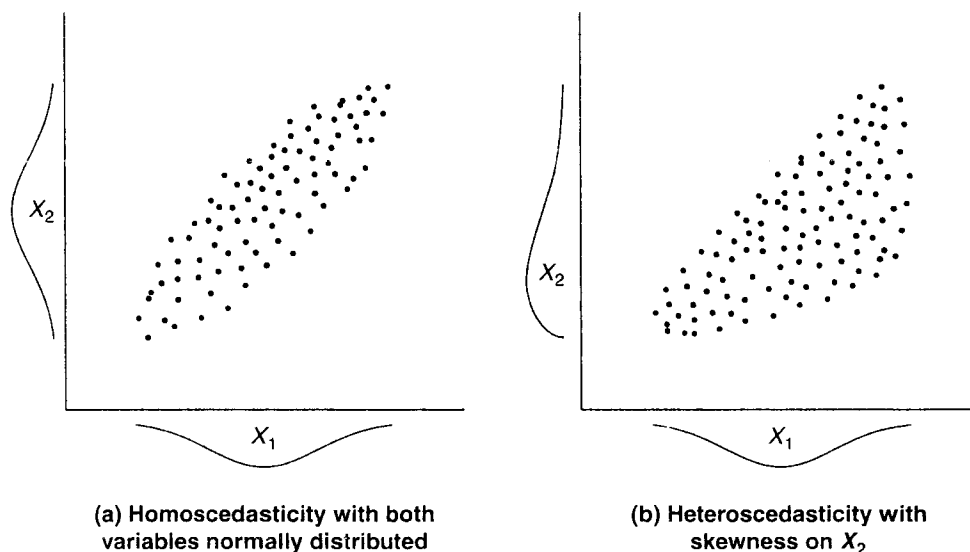 X₂
X₁
(a) Homoscedasticity with both
variables normally distributed
X₂
X₁
(b) Heteroscedasticity with
skewness on X₂